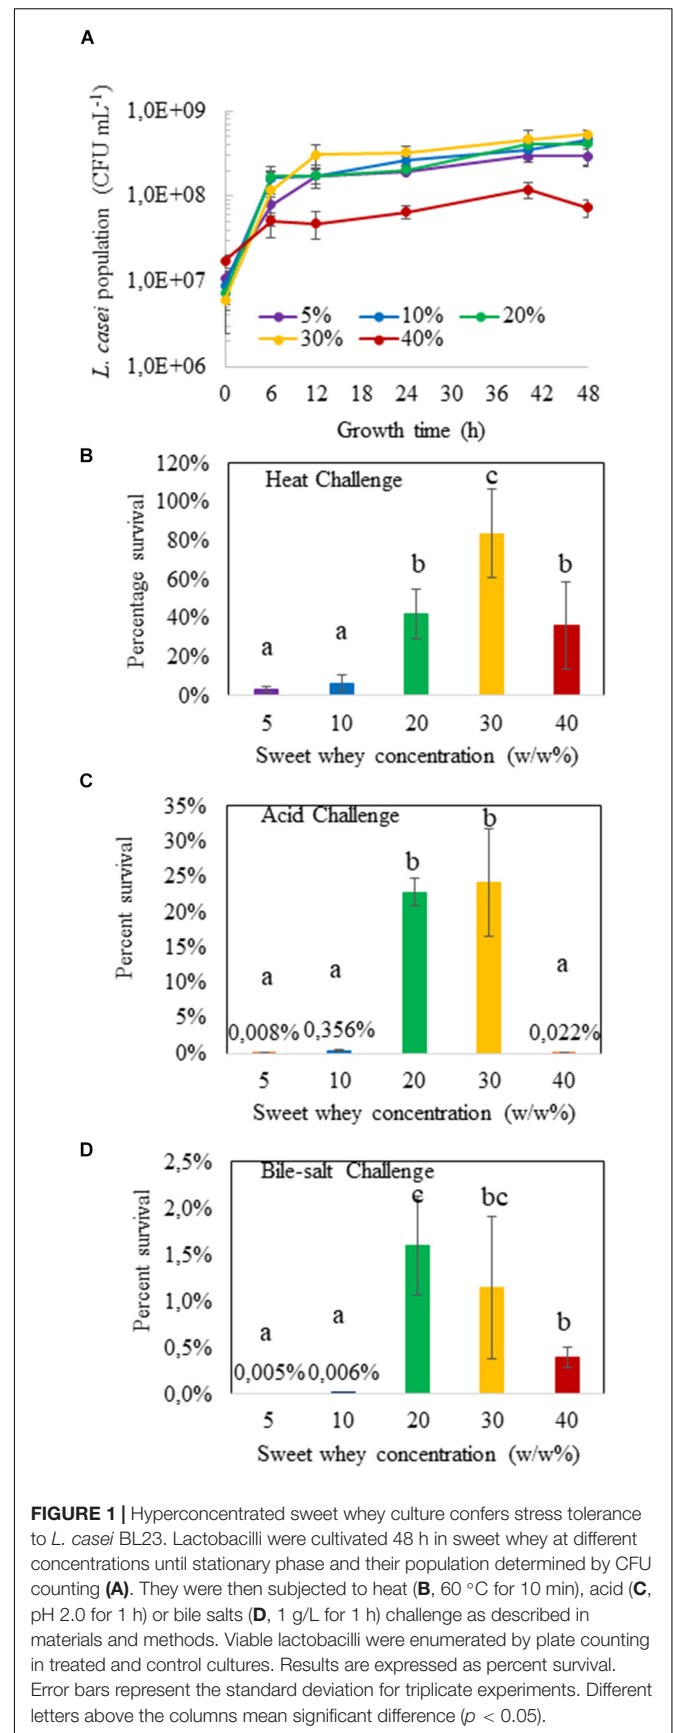 A
L. casei population (CFU mL-1)
1,0E+09
1,0E+08
1,0E+07
1,0E+06
5% 10% 20%
30% 40%
0 6 12 18 24 30 36 42 48
Growth time (h)
B
Percentage survival
120%
100%
80%
60%
40%
20%
0%
Heat Challenge
a a b c b
5 10 20 30 40
Sweet whey concentration (w/w%)
C
Percent survival
35%
30%
25%
20%
15%
10%
5%
0%
Acid Challenge
a a b b a
0,008% 0,356% 0,022%
5 10 20 30 40
Sweet whey concentration (w/w%)
D
Percent survival
2,5%
2,0%
1,5%
1,0%
0,5%
0,0%
Bile-salt Challenge
a a c bc b
0,005% 0,006%
5 10 20 30 40
Sweet whey concentration (w/w%)
FIGURE 1 | Hyperconcentrated sweet whey culture confers stress tolerance
to L. casei BL23. Lactobacilli were cultivated 48 h in sweet whey at different
concentrations until stationary phase and their population determined by CFU
counting (A). They were then subjected to heat (B, 60 °C for 10 min), acid (C,
pH 2.0 for 1 h) or bile salts (D, 1 g/L for 1 h) challenge as described in
materials and methods. Viable lactobacilli were enumerated by plate counting
in treated and control cultures. Results are expressed as percent survival.
Error bars represent the standard deviation for triplicate experiments. Different
letters above the columns mean significant difference (p < 0.05).